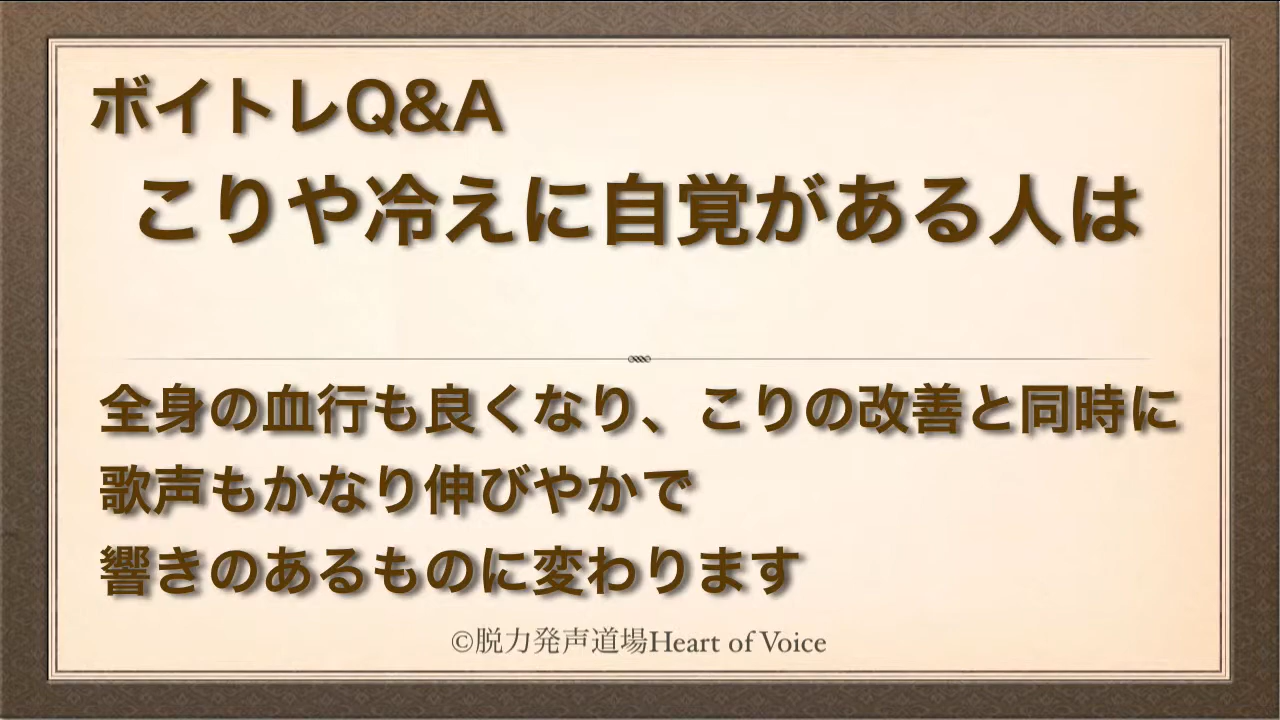 ボイトレQ&A
こりや冷えに自覚がある人は
全身の血行も良くなり、こりの改善と同時に
歌声もかなり伸びやかで
響きのあるものに変わります
©脱力発声道場Heart of Voice